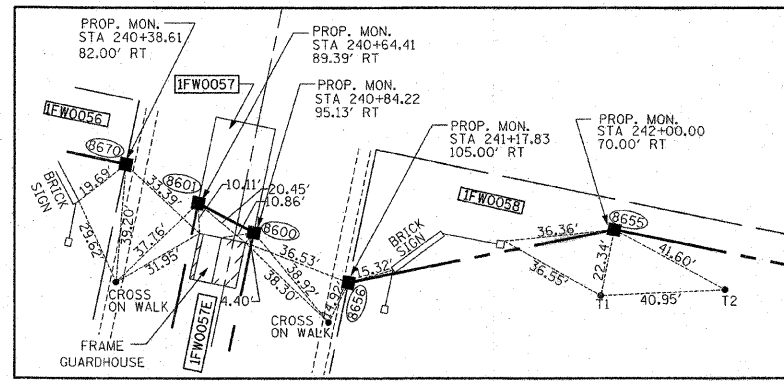 PROP. MON.
STA 240+38.61
82.00' RT
PROP. MON.
STA 240+64.41
89.39' RT
1FW0057
PROP. MON.
STA 240+84.22
95.13' RT
PROP. MON.
STA 241+17.83
105.00' RT
PROP. MON.
STA 242+00.00
70.00' RT
1FW0056
8670
8601
8600
8656
8655
1FW0058
BRICK
SIGN
19.69'
33.39'
10.11'
20.45'
10.86'
29.62'
39.20'
37.76'
31.95'
36.53'
38.92'
38.30'
4.40'
14.92'
15.32'
BRICK
SIGN
36.36'
36.55'
22.34'
41.60'
40.95'
T1
T2
CROSS
ON WALK
CROSS
ON WALK
FRAME
GUARDHOUSE
1FW0057E